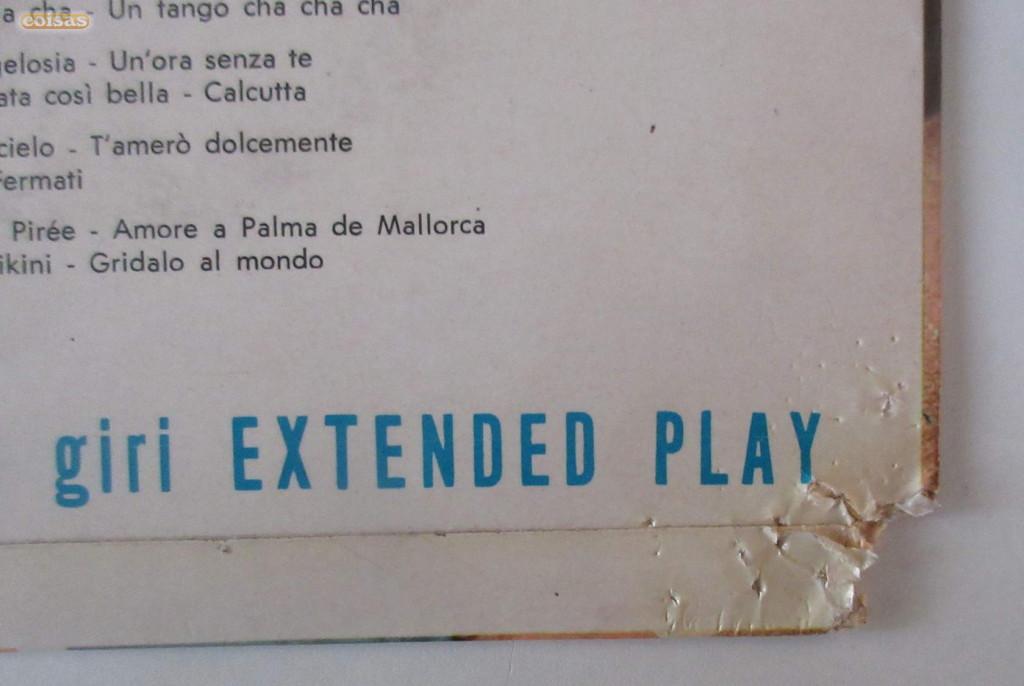 coisas
a cha - Un tango cha cha cha
elosia - Un'ora senza te
ata così bella - Calcutta
cielo - T'amerò dolcemente
Fermati
Pirée - Amore a Palma de Mallorca
ikini - Gridalo al mondo
giri EXTENDED PLAY